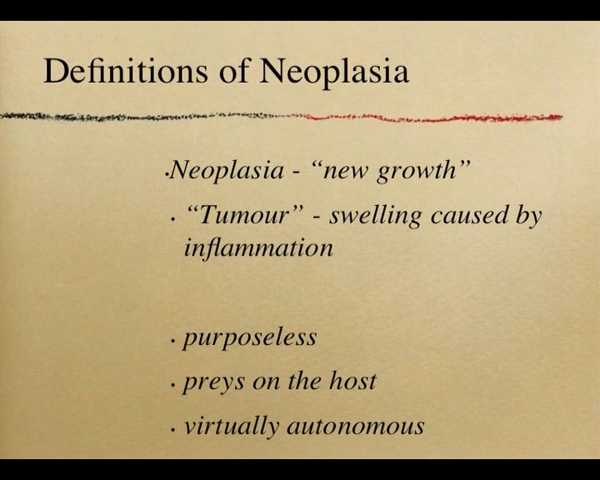 Definitions of Neoplasia
·Neoplasia - “new growth”
· “Tumour” - swelling caused by
inflammation
· purposeless
· preys on the host
· virtually autonomous